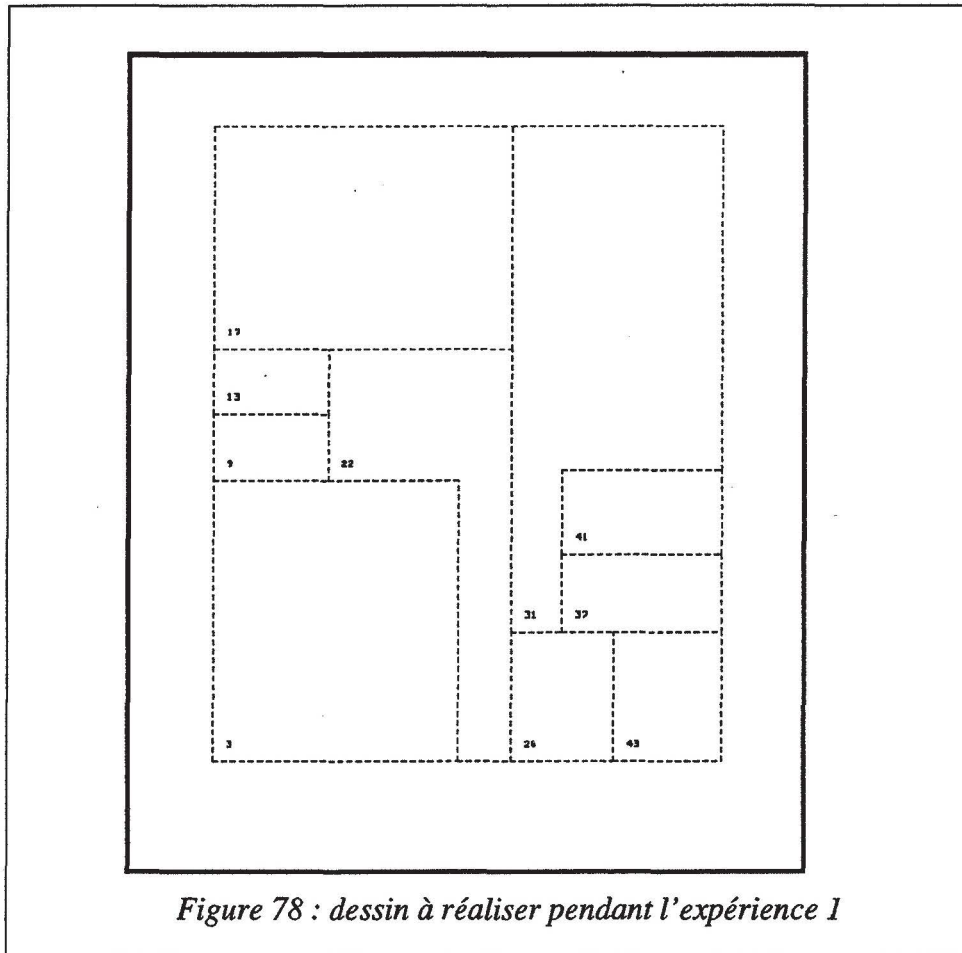 17
13
9 22
41
31 37
3 26 43
Figure 78 : dessin à réaliser pendant l'expérience 1